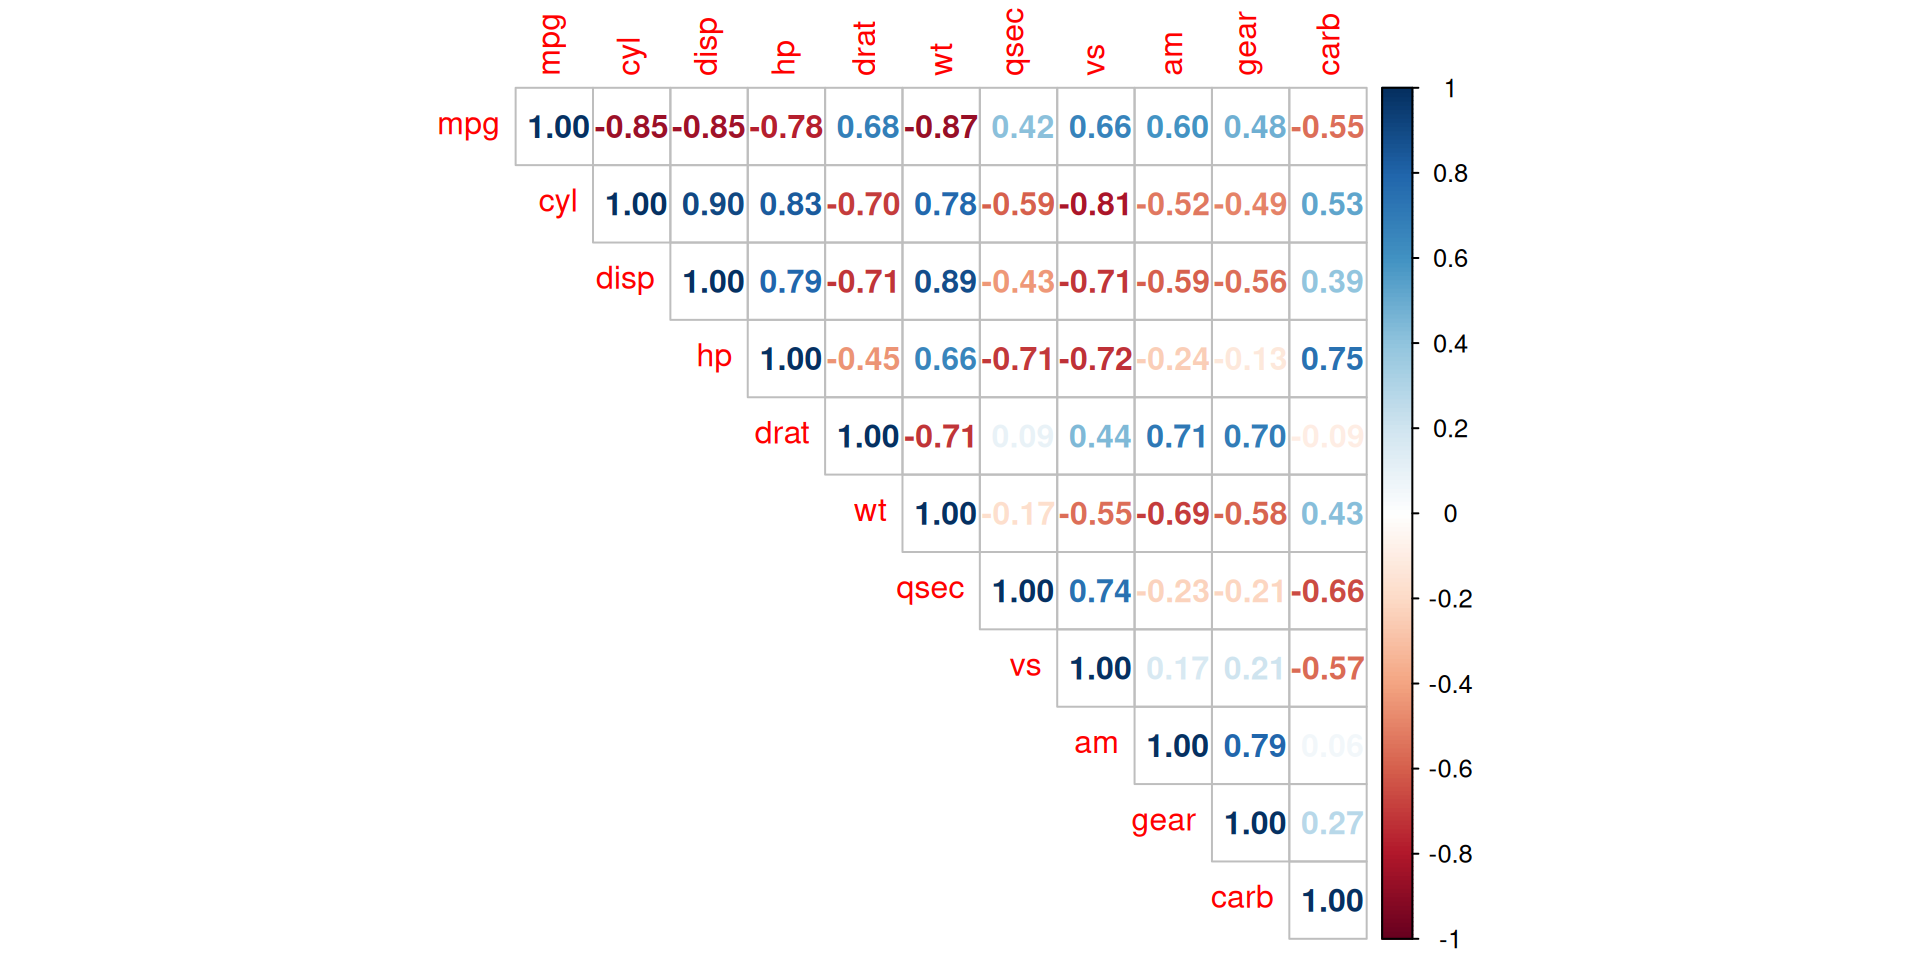 mpg cyl disp hp drat wt qsec vs am gear carb
mpg 1.00 -0.85 -0.85 -0.78 0.68 -0.87 0.42 0.66 0.60 0.48 -0.55
cyl 1.00 0.90 0.83 -0.70 0.78 -0.59 -0.81 -0.52 -0.49 0.53
disp 1.00 0.79 -0.71 0.89 -0.43 -0.71 -0.59 -0.56 0.39
hp 1.00 -0.45 0.66 -0.71 -0.72 -0.24 -0.13 0.75
drat 1.00 -0.71 0.09 0.44 0.71 0.70 -0.09
wt 1.00 -0.17 -0.55 -0.69 -0.58 0.43
qsec 1.00 0.74 -0.23 -0.21 -0.66
vs 1.00 0.17 0.21 -0.57
am 1.00 0.79 0.06
gear 1.00 0.27
carb 1.00
1
0.8
0.6
0.4
0.2
0
-0.2
-0.4
-0.6
-0.8
-1